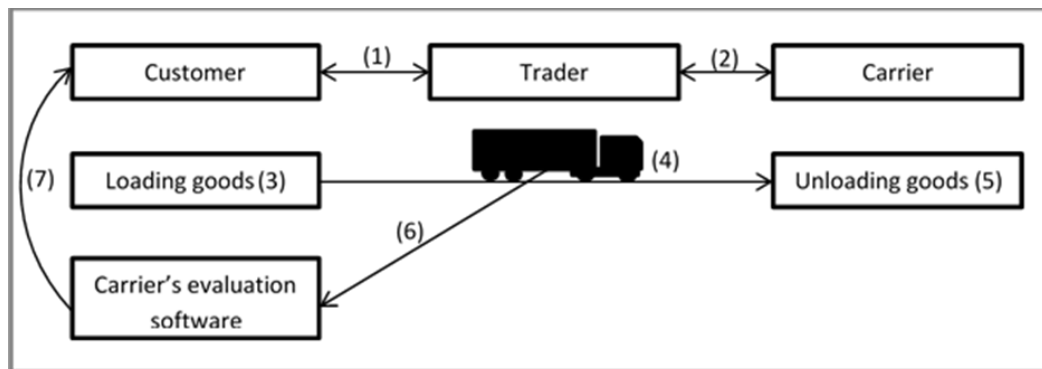 Customer
(1)
Trader
(2)
Carrier
(7)
Loading goods (3)
(4)
Unloading goods (5)
(6)
Carrier's evaluation
software